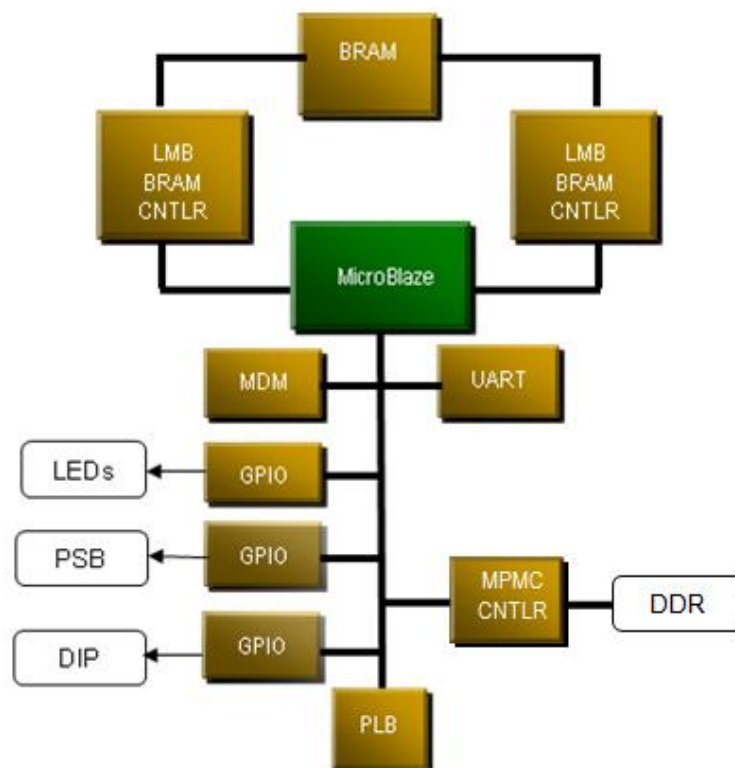 BRAM
LMB
BRAM
CNTLR
LMB
BRAM
CNTLR
MicroBlaze
MDM
UART
LEDs
GPIO
PSB
GPIO
MPMC
CNTLR
DDR
DIP
GPIO
PLB